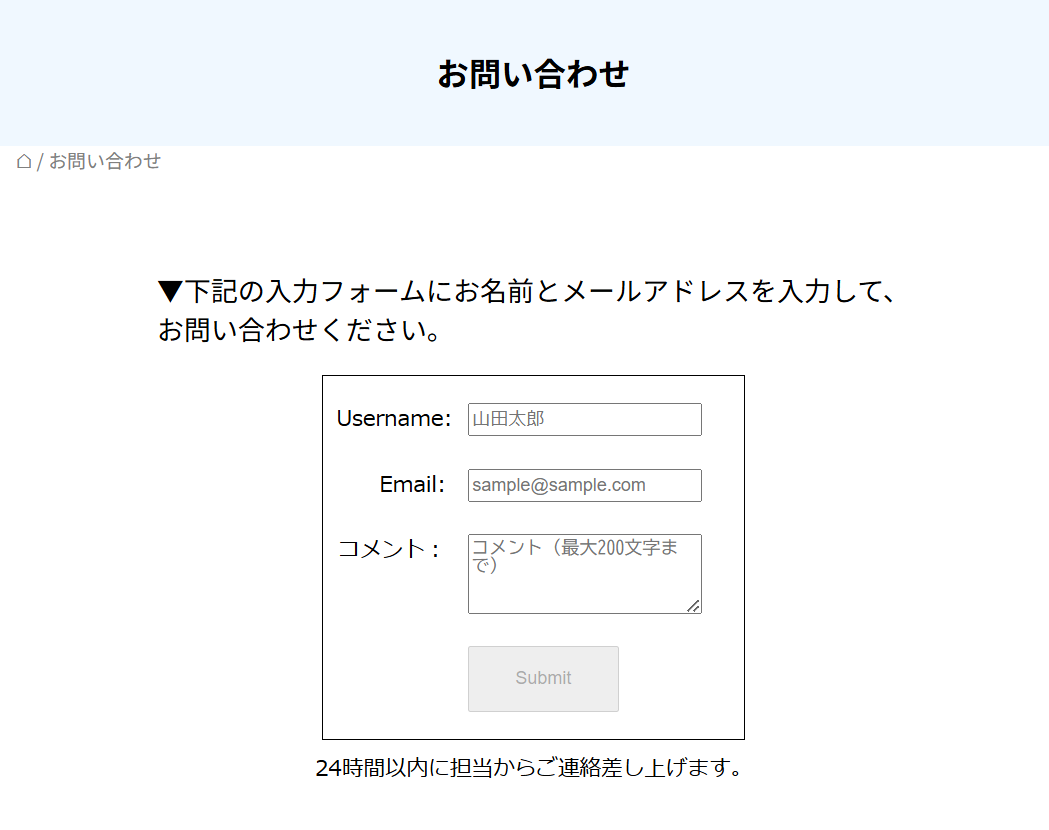 お問い合わせ
/ お問い合わせ
▼下記の入力フォームにお名前とメールアドレスを入力して、
お問い合わせください。
Username: 山田太郎
Email: sample@sample.com
コメント： コメント（最大200文字ま
で）
Submit
24時間以内に担当からご連絡差し上げます。